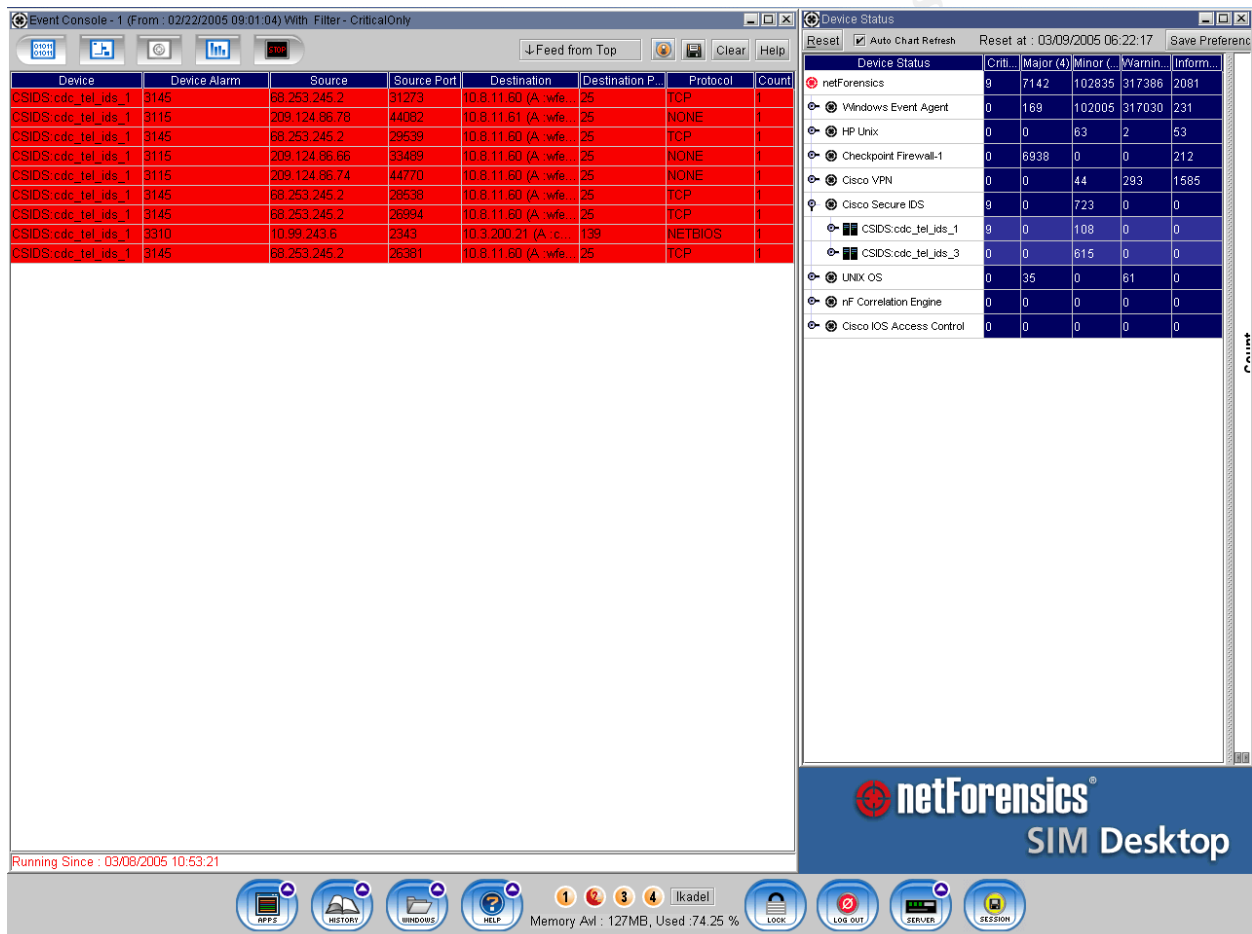 Event Console - 1 (From : 02/22/2005 09:01:04) With Filter - CriticalOnly
STOP
↓Feed from Top
Clear
Help
Device Device Alarm Source Source Port Destination Destination P... Protocol Count
CSIDS:cdc_tel_ids_1 3145 68.253.245.2 31273 10.8.11.60 (A :wfe... 25 TCP 1
CSIDS:cdc_tel_ids_1 3115 209.124.86.78 44082 10.8.11.61 (A :wfe... 25 NONE 1
CSIDS:cdc_tel_ids_1 3145 68.253.245.2 29539 10.8.11.60 (A :wfe... 25 TCP 1
CSIDS:cdc_tel_ids_1 3115 209.124.86.66 33489 10.8.11.60 (A :wfe... 25 NONE 1
CSIDS:cdc_tel_ids_1 3115 209.124.86.74 44770 10.8.11.60 (A :wfe... 25 NONE 1
CSIDS:cdc_tel_ids_1 3145 68.253.245.2 28538 10.8.11.60 (A :wfe... 25 TCP 1
CSIDS:cdc_tel_ids_1 3145 68.253.245.2 26994 10.8.11.60 (A :wfe... 25 TCP 1
CSIDS:cdc_tel_ids_1 3310 10.99.243.6 2343 10.3.200.21 (A :c... 139 NETBIOS 1
CSIDS:cdc_tel_ids_1 3145 68.253.245.2 26381 10.8.11.60 (A :wfe... 25 TCP 1
Running Since : 03/08/2005 10:53:21
Device Status
Reset Auto Chart Refresh Reset at : 03/09/2005 06:22:17 Save Preferenc
Device Status Criti... Major (4) Minor (... Warnin... Inform...
netForensics 9 7142 102835 317386 2081
Windows Event Agent 0 169 102005 317030 231
HP Unix 0 0 63 2 53
Checkpoint Firewall-1 0 6938 0 0 212
Cisco VPN 0 0 44 293 1585
Cisco Secure IDS 9 0 723 0 0
CSIDS:cdc_tel_ids_1 9 0 108 0 0
CSIDS:cdc_tel_ids_3 0 0 615 0 0
UNIX OS 0 35 0 61 0
nF Correlation Engine 0 0 0 0 0
Cisco IOS Access Control 0 0 0 0 0
Count
netForensics®
SIM Desktop
APPS
HISTORY
WINDOWS
HELP
1 2 3 4 lkadel
Memory Avl : 127MB, Used :74.25 %
LOCK
LOG OUT
SERVER
SESSION